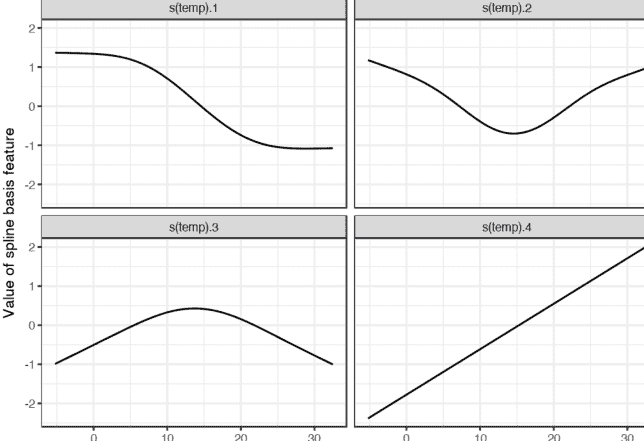 s(temp).1 s(temp).2
2
1
0
-1
-2
s(temp).3 s(temp).4
2
1
0
-1
-2
0 10 20 30 0 10 20 30
Value of spline basis feature